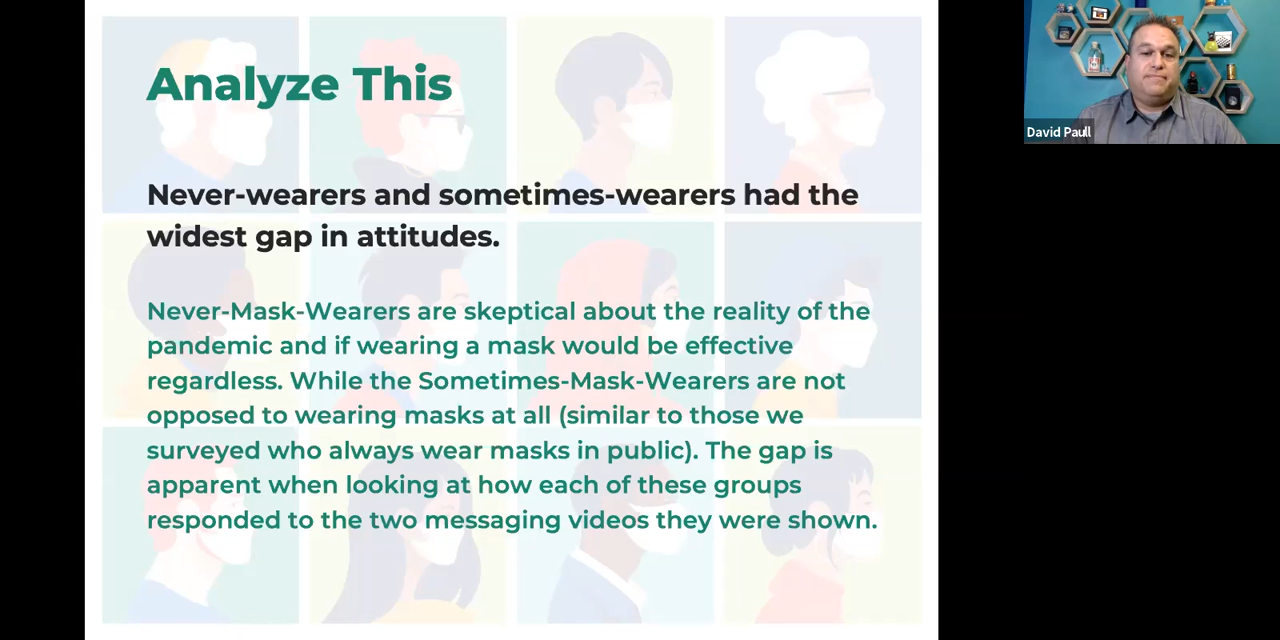 Analyze This
Never-wearers and sometimes-wearers had the
widest gap in attitudes.
Never-Mask-Wearers are skeptical about the reality of the
pandemic and if wearing a mask would be effective
regardless. While the Sometimes-Mask-Wearers are not
opposed to wearing masks at all (similar to those we
surveyed who always wear masks in public). The gap is
apparent when looking at how each of these groups
responded to the two messaging videos they were shown.
David Paull